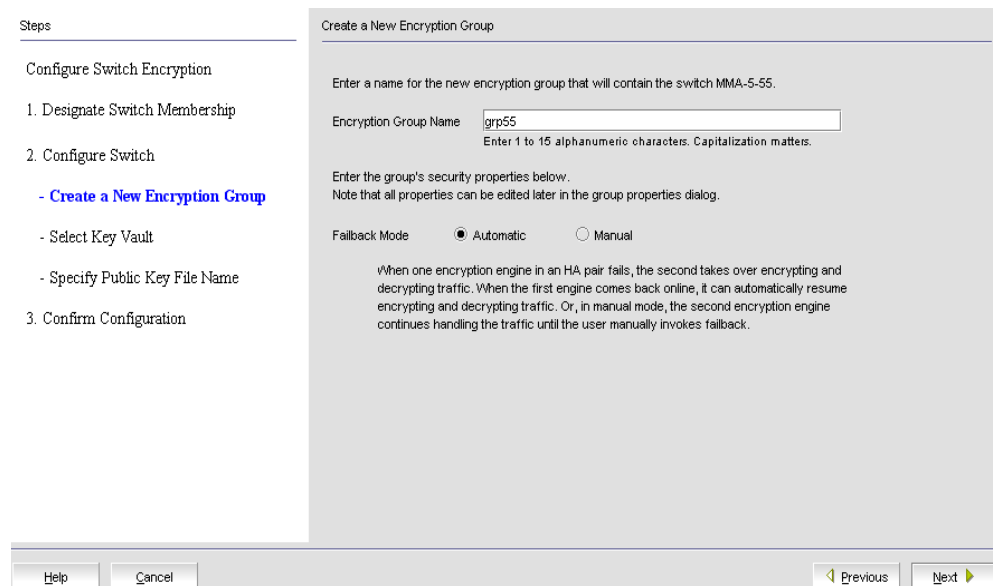 Steps
Configure Switch Encryption
1. Designate Switch Membership
2. Configure Switch
- Create a New Encryption Group
- Select Key Vault
- Specify Public Key File Name
3. Confirm Configuration
Create a New Encryption Group
Enter a name for the new encryption group that will contain the switch MMA-5-55.
Encryption Group Name grp55
Enter 1 to 15 alphanumeric characters. Capitalization matters.
Enter the group's security properties below.
Note that all properties can be edited later in the group properties dialog.
Failback Mode Automatic Manual
When one encryption engine in an HA pair fails, the second takes over encrypting and
decrypting traffic. When the first engine comes back online, it can automatically resume
encrypting and decrypting traffic. Or, in manual mode, the second encryption engine
continues handling the traffic until the user manually invokes failback.
Help Cancel Previous Next